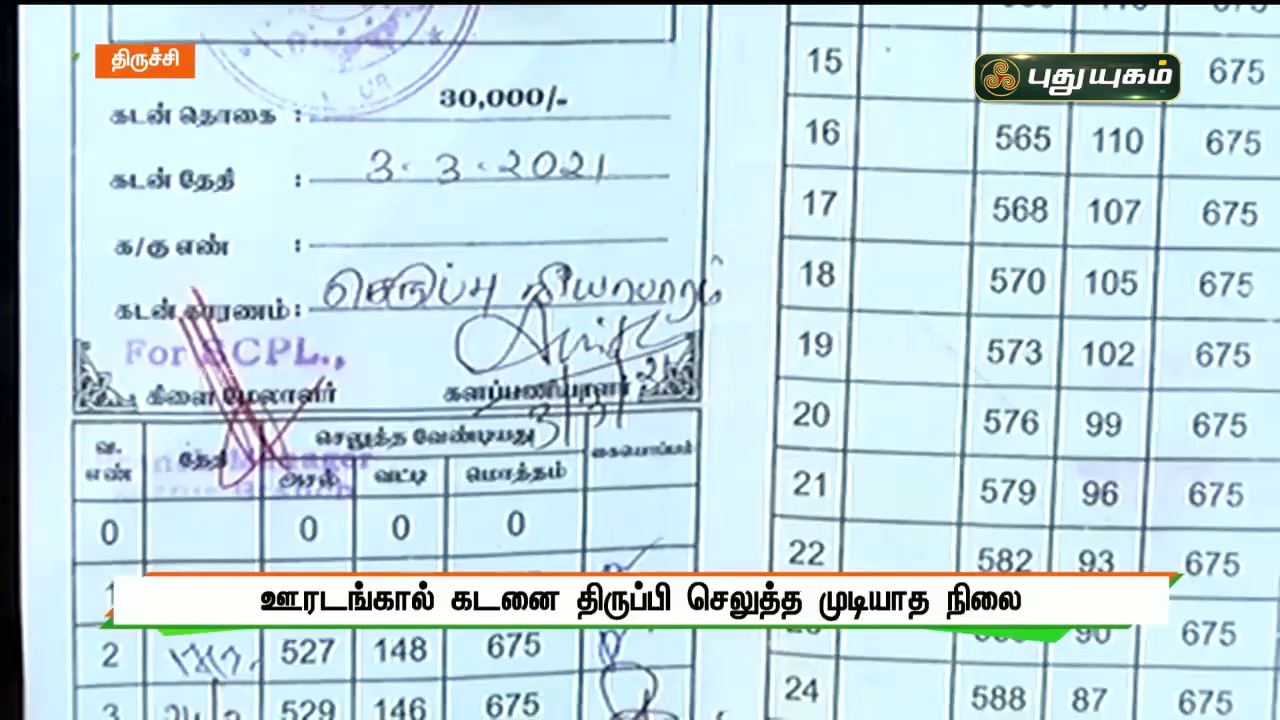 திருச்சி
புதுயுகம்
கடன் தொகை : 30,000/-
கடன் தேதி : 3.3.2021
க/கு எண் :
கடன் காரணம் : செருப்பு வியாபாரம்
For SCPL.,
கிளை மேலாளர் களப்பணியாளர்
வ. எண் தேதி செலுத்த வேண்டியது கையொப்பம்
அசல் வட்டி மொத்தம்
0 0 0 0
1
2 527 148 675
3 529 146 675
15 675
16 565 110 675
17 568 107 675
18 570 105 675
19 573 102 675
20 576 99 675
21 579 96 675
22 582 93 675
90 675
24 588 87 675
ஊரடங்கால் கடனை திருப்பி செலுத்த முடியாத நிலை